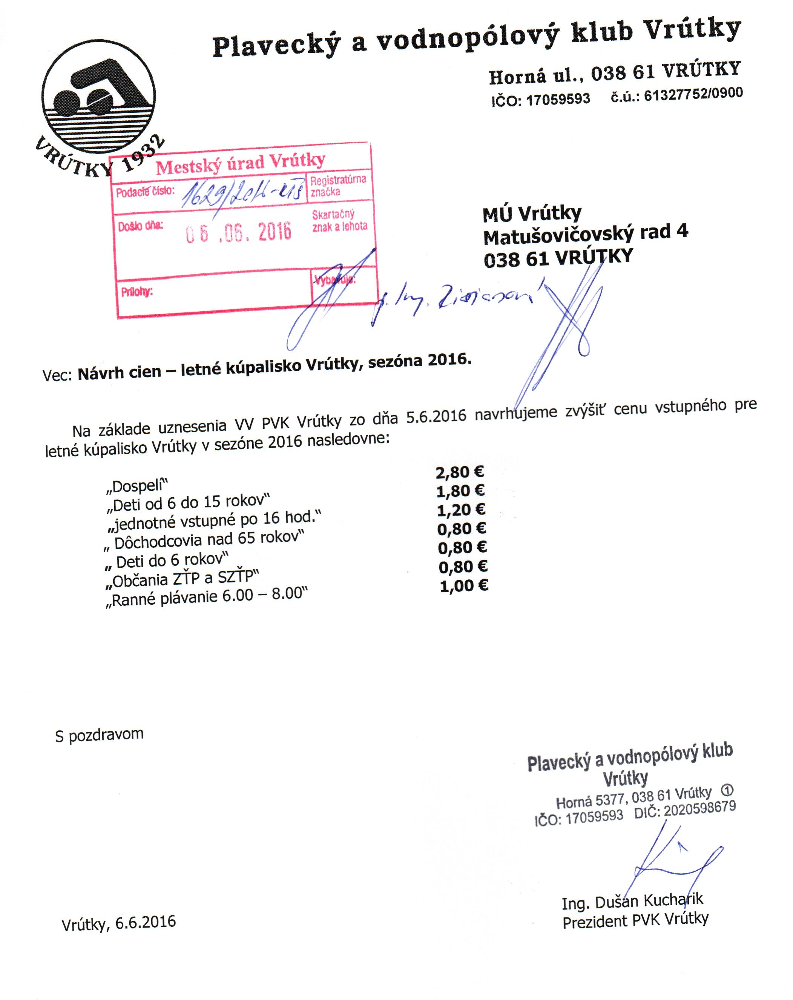 Plavecký a vodnopólový klub Vrútky
Horná ul., 038 61 VRÚTKY
IČO: 17059593 č.ú.: 61327752/0900
VRÚTKY 1932
Mestský úrad Vrútky
Podacie číslo:
Registratúrna
značka
Došlo dňa: 06.06.2016
Skartačný
znak a lehota
Prílohy:
Vybavuje:
MÚ Vrútky
Matušovičovský rad 4
038 61 VRÚTKY
p. Ing.
Vec: Návrh cien – letné kúpalisko Vrútky, sezóna 2016.
Na základe uznesenia VV PVK Vrútky zo dňa 5.6.2016 navrhujeme zvýšiť cenu vstupného pre
letné kúpalisko Vrútky v sezóne 2016 nasledovne:
„Dospelí“ 2,80 €
„Deti od 6 do 15 rokov“ 1,80 €
„jednotné vstupné po 16 hod.“ 1,20 €
„ Dôchodcovia nad 65 rokov“ 0,80 €
„ Deti do 6 rokov“ 0,80 €
„Občania ZŤP a SZŤP“ 0,80 €
„Ranné plávanie 6.00 – 8.00“ 1,00 €
S pozdravom
Plavecký a vodnopólový klub
Vrútky
Horná 5377, 038 61 Vrútky ①
IČO: 17059593 DIČ: 2020598679
Ing. Dušan Kucharik
Prezident PVK Vrútky
Vrútky, 6.6.2016